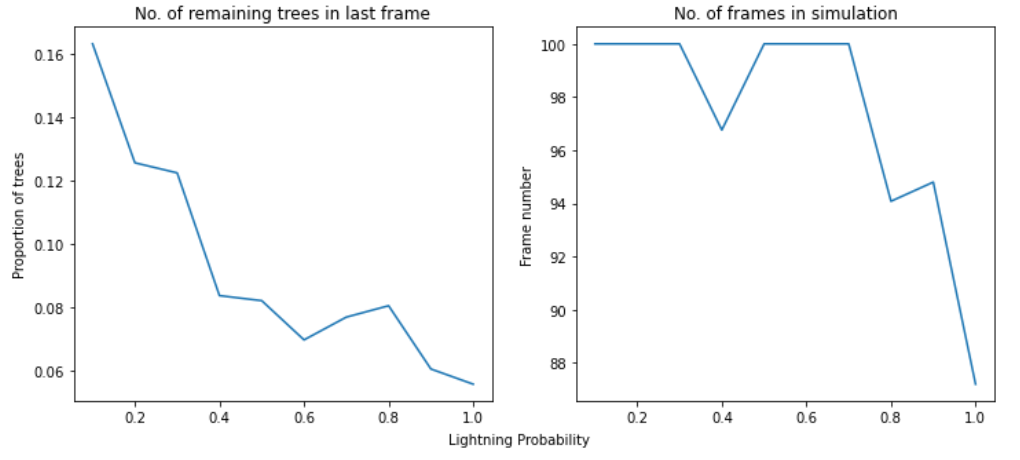 No. of remaining trees in last frame
Proportion of trees
0.16
0.14
0.12
0.10
0.08
0.06
0.2 0.4 0.6 0.8 1.0
No. of frames in simulation
Frame number
100
98
96
94
92
90
88
0.2 0.4 0.6 0.8 1.0
Lightning Probability